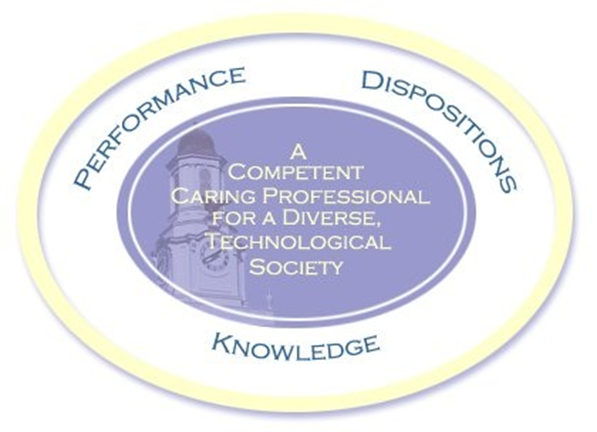 PERFORMANCE
DISPOSITIONS
A
COMPETENT
CARING PROFESSIONAL
FOR A DIVERSE,
TECHNOLOGICAL
SOCIETY
KNOWLEDGE